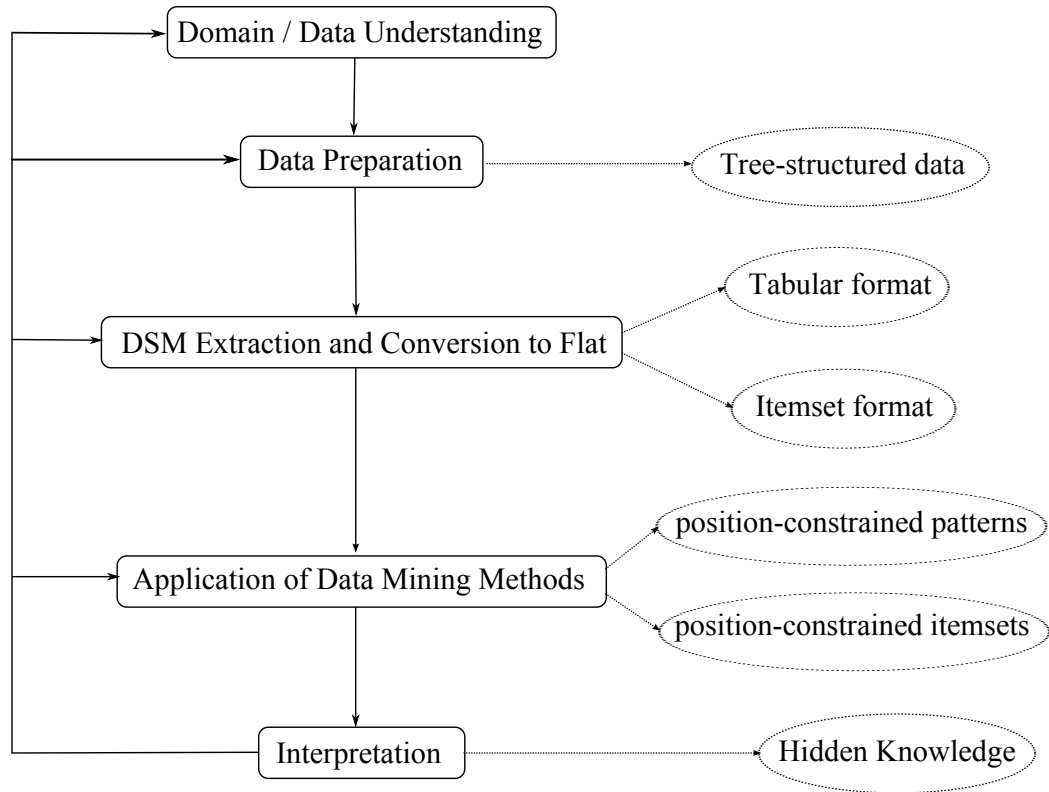 Domain / Data Understanding
Data Preparation
Tree-structured data
Tabular format
DSM Extraction and Conversion to Flat
Itemset format
position-constrained patterns
Application of Data Mining Methods
position-constrained itemsets
Interpretation
Hidden Knowledge